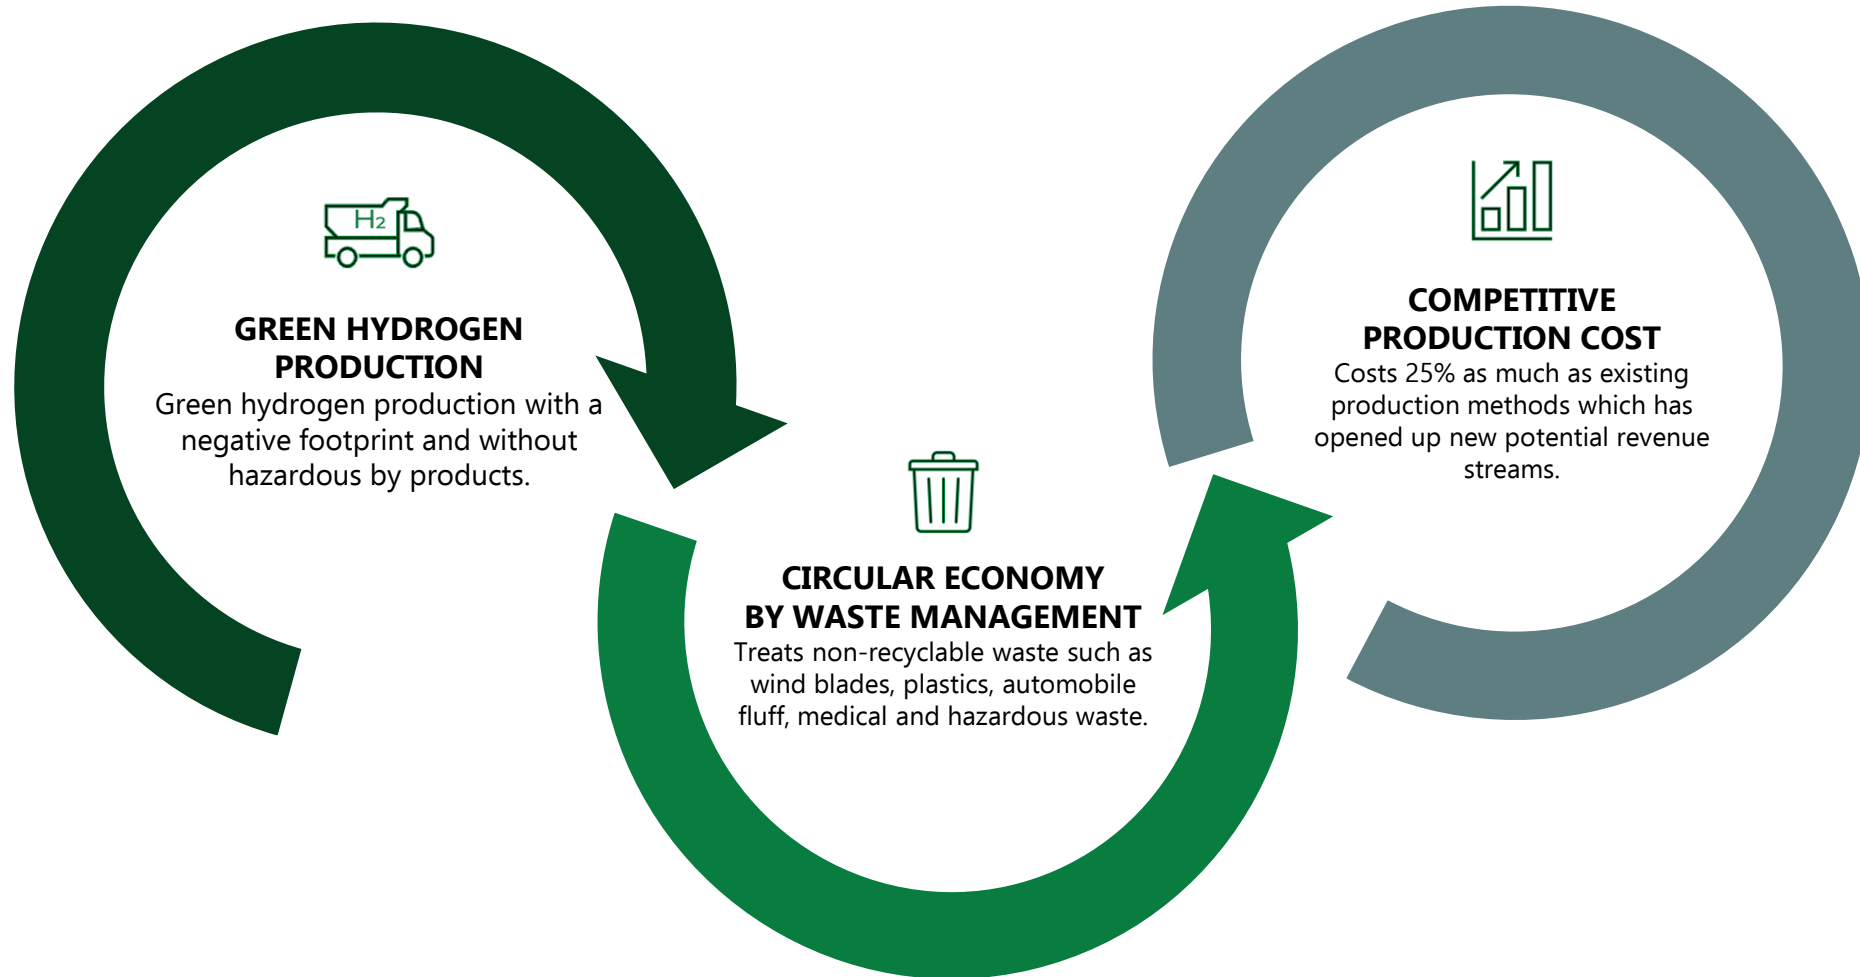 H2
GREEN HYDROGEN
PRODUCTION
Green hydrogen production with a
negative footprint and without
hazardous by products.
CIRCULAR ECONOMY
BY WASTE MANAGEMENT
Treats non-recyclable waste such as
wind blades, plastics, automobile
fluff, medical and hazardous waste.
COMPETITIVE
PRODUCTION COST
Costs 25% as much as existing
production methods which has
opened up new potential revenue
streams.